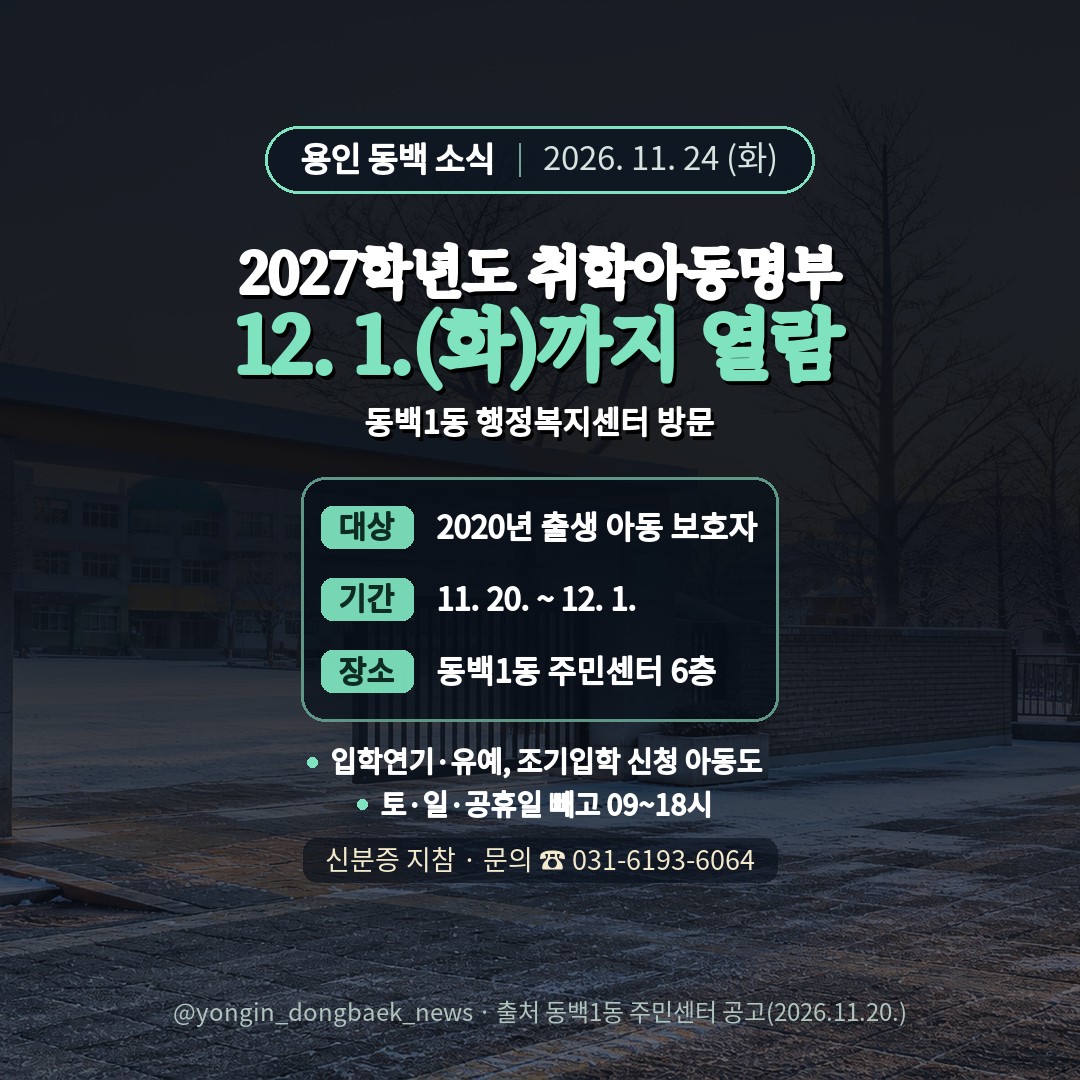 용인 동백 소식 | 2026. 11. 24 (화)
2027학년도 취학아동명부
12. 1.(화)까지 열람
동백1동 행정복지센터 방문
대상 2020년 출생 아동 보호자
기간 11. 20. ~ 12. 1.
장소 동백1동 주민센터 6층
• 입학연기·유예, 조기입학 신청 아동도
• 토·일·공휴일 빼고 09~18시
신분증 지참 · 문의 ☎ 031-6193-6064
@yongin_dongbaek_news · 출처 동백1동 주민센터 공고(2026.11.20.)